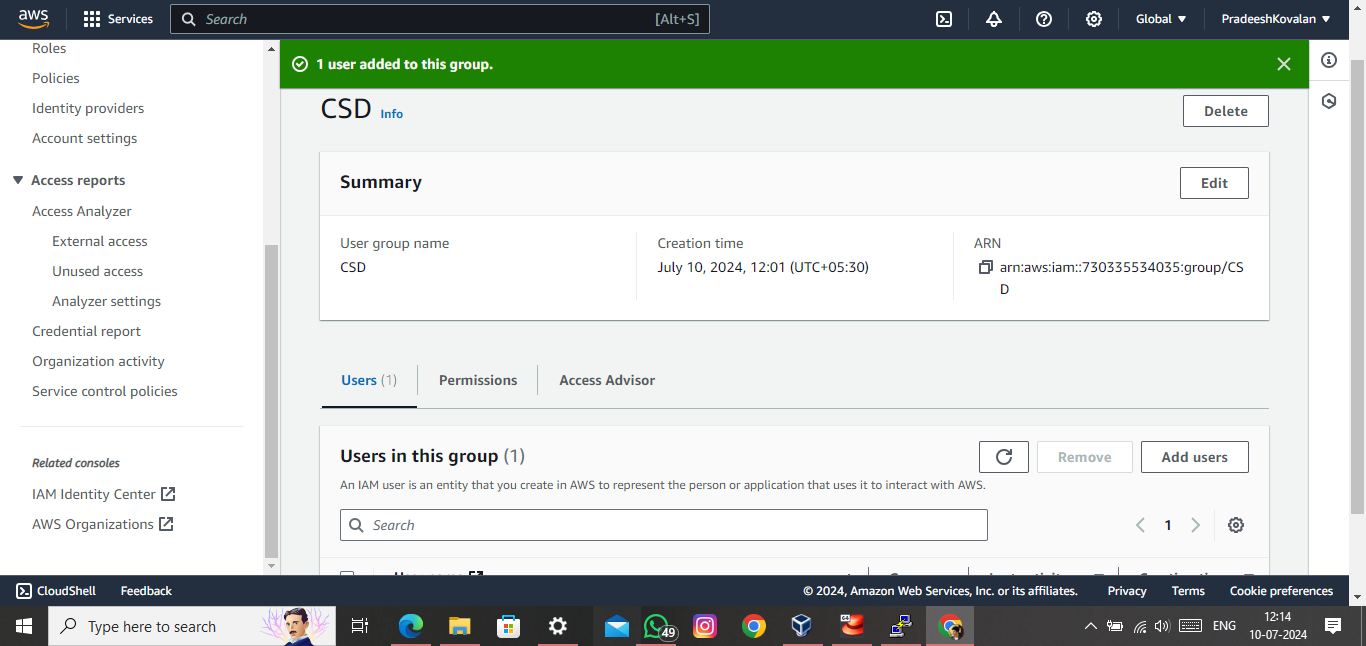 aws
Services
Search
[Alt+S]
Global
PradeeshKovalan
Roles
Policies
Identity providers
Account settings
Access reports
Access Analyzer
External access
Unused access
Analyzer settings
Credential report
Organization activity
Service control policies
Related consoles
IAM Identity Center
AWS Organizations
1 user added to this group.
CSD Info
Delete
Summary
Edit
User group name
CSD
Creation time
July 10, 2024, 12:01 (UTC+05:30)
ARN
arn:aws:iam::730335534035:group/CS
D
Users (1)
Permissions
Access Advisor
Users in this group (1)
Remove
Add users
An IAM user is an entity that you create in AWS to represent the person or application that uses it to interact with AWS.
Search
1
CloudShell
Feedback
© 2024, Amazon Web Services, Inc. or its affiliates.
Privacy
Terms
Cookie preferences
Type here to search
49
ENG
12:14
10-07-2024